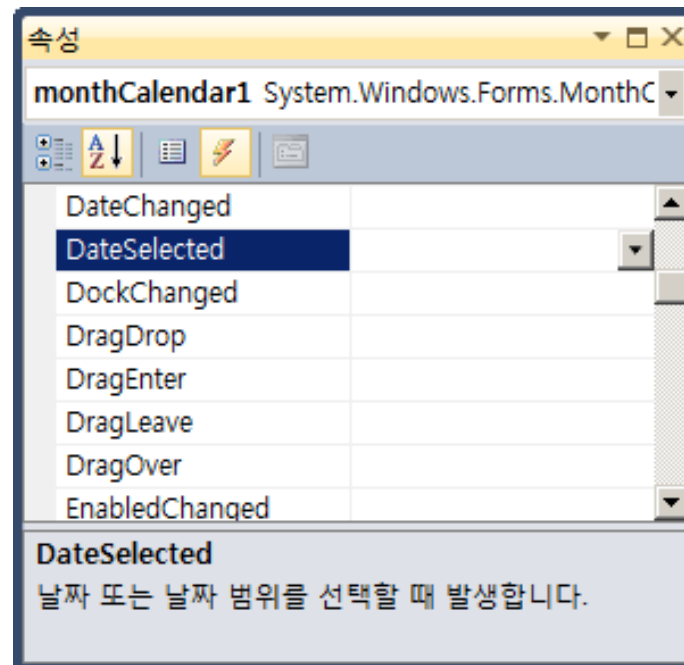 속성
monthCalendar1 System.Windows.Forms.MonthC
DateChanged
DateSelected
DockChanged
DragDrop
DragEnter
DragLeave
DragOver
EnabledChanged
DateSelected
날짜 또는 날짜 범위를 선택할 때 발생합니다.